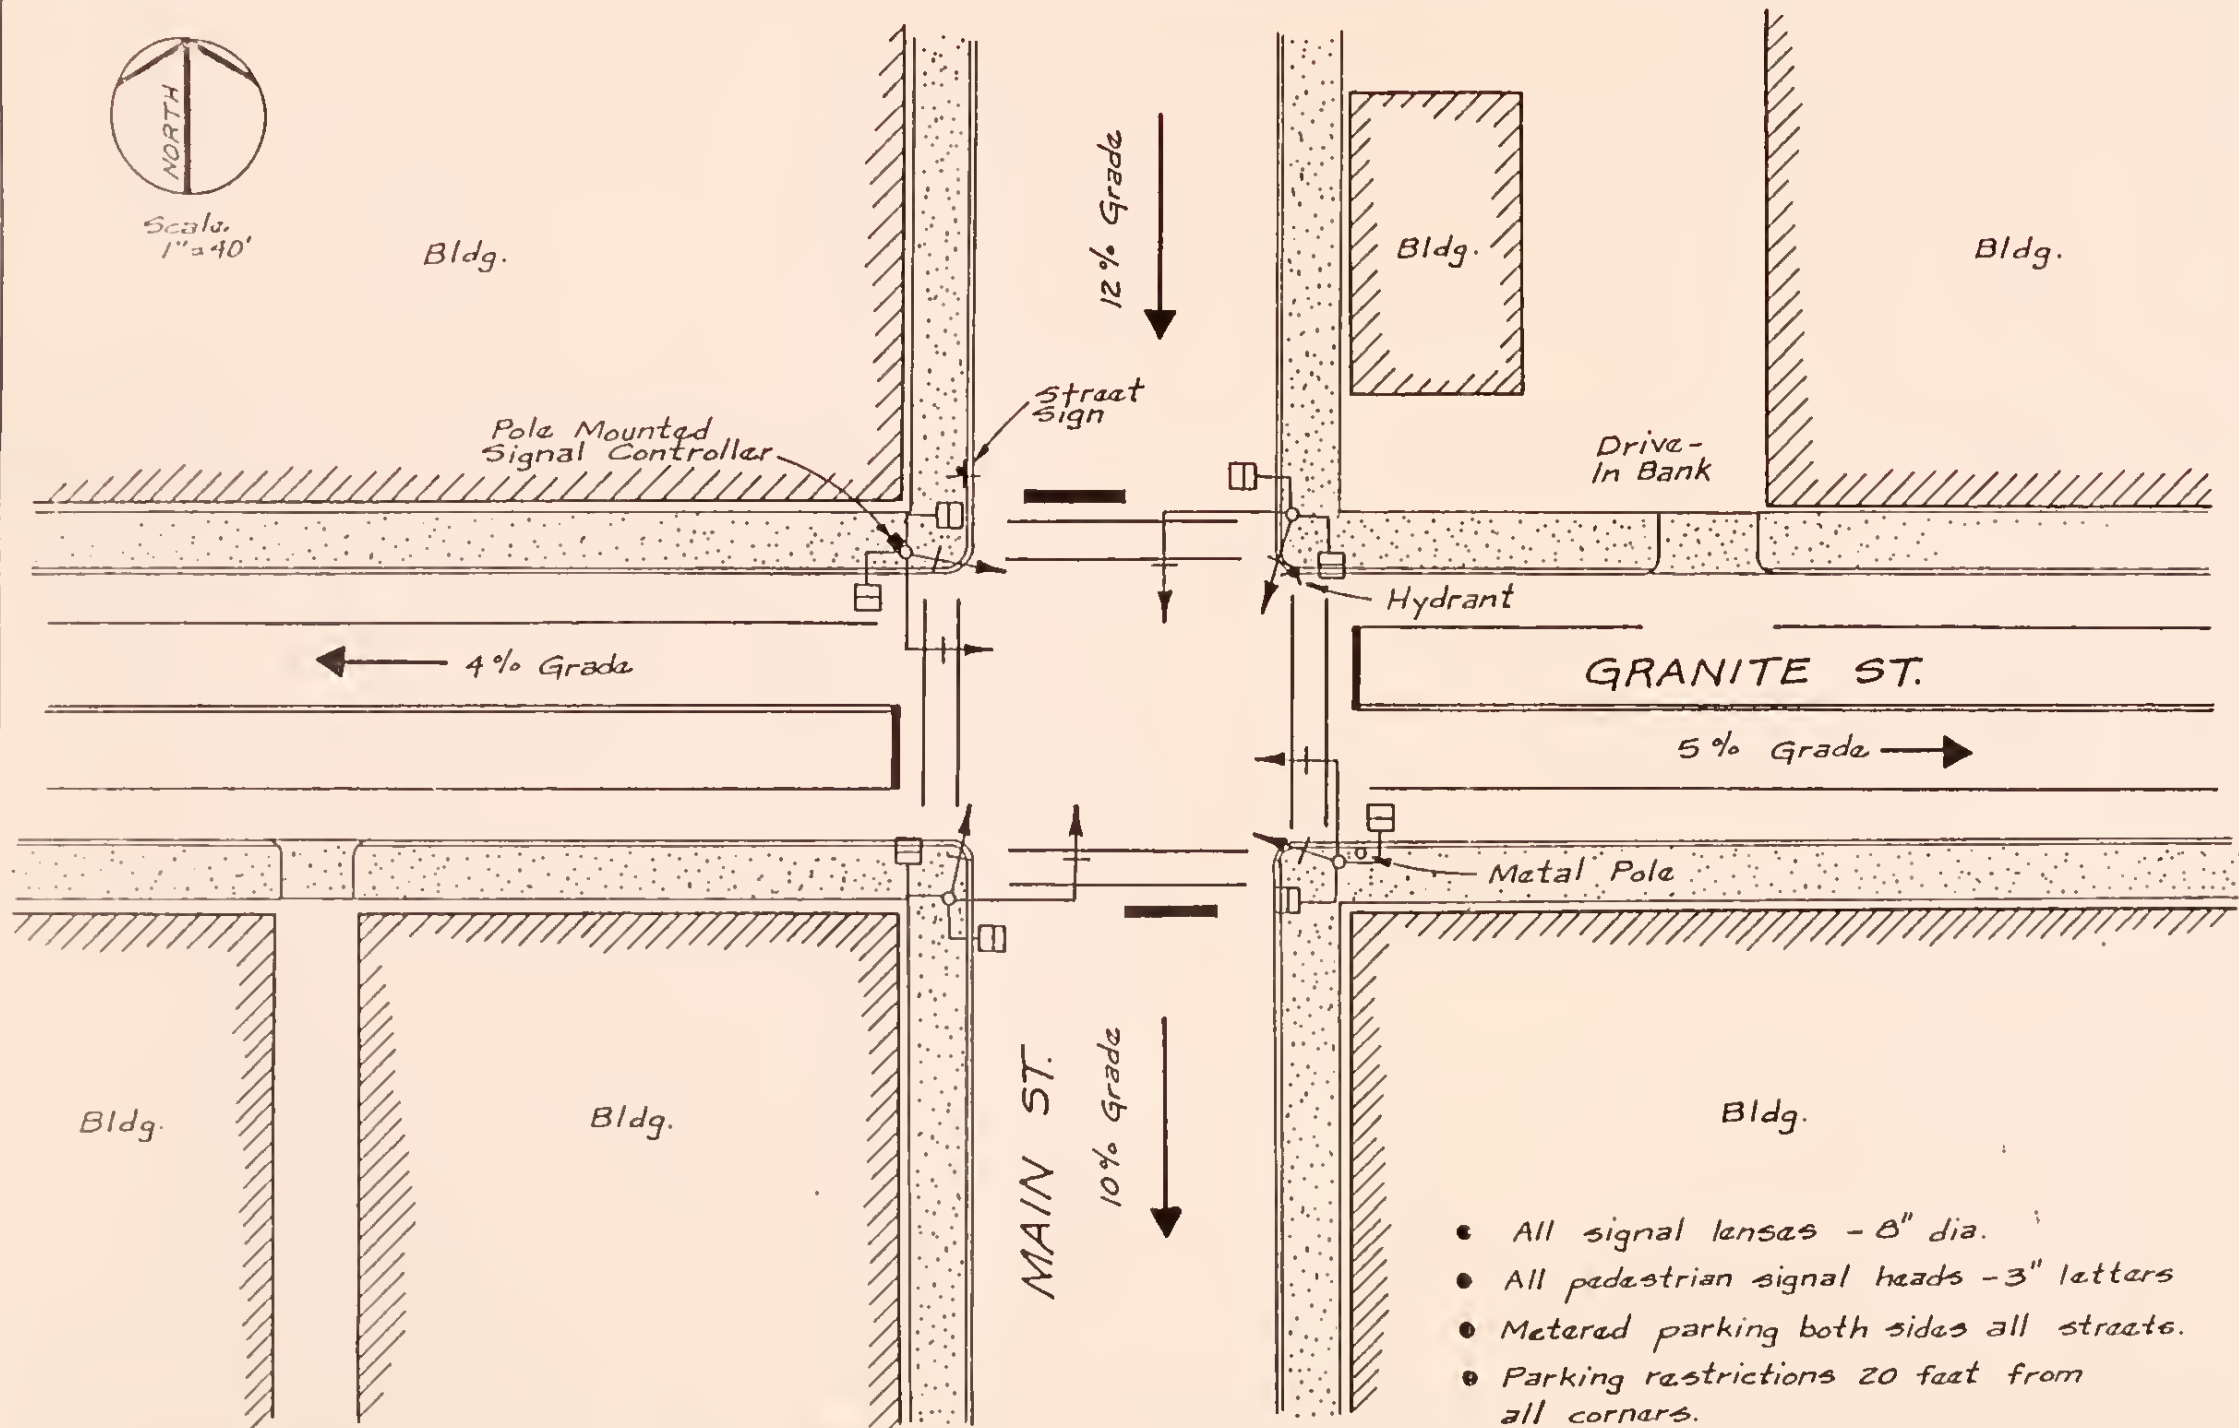 NORTH
Scale.
1"=40'
Bldg.
12% Grade
Bldg.
Bldg.
Street
Sign
Pole Mounted
Signal Controller
Drive-
In Bank
Hydrant
4% Grade
GRANITE ST.
5% Grade
Metal Pole
Bldg.
Bldg.
MAIN ST.
10% Grade
Bldg.
• All signal lenses - 8" dia.
• All pedestrian signal heads - 3" letters
• Metered parking both sides all streets.
• Parking restrictions 20 feet from
all corners.